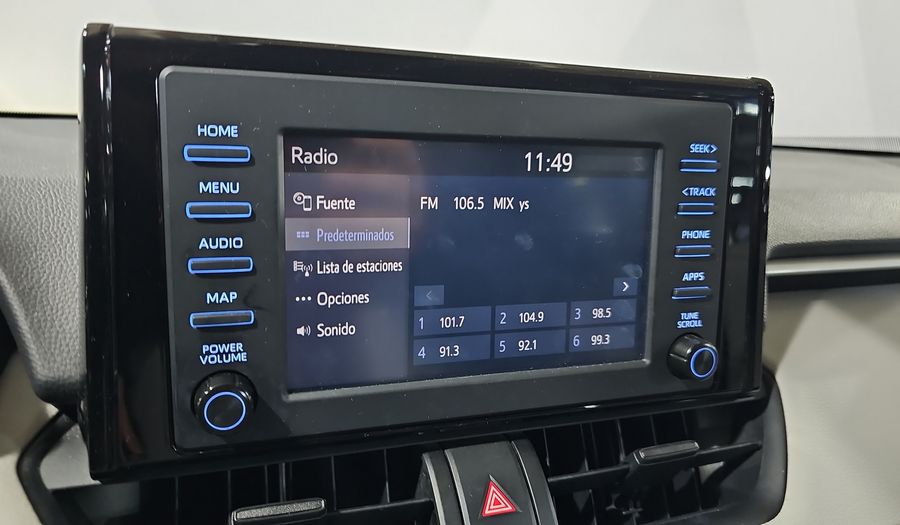 HOME
MENU
AUDIO
MAP
POWER
VOLUME
Radio
11:49
Fuente
Predeterminados
Lista de estaciones
Opciones
Sonido
FM 106.5 MIX ys
< >
1 101.7 2 104.9 3 98.5
4 91.3 5 92.1 6 99.3
SEEK>
<TRACK
PHONE
APPS
TUNE
SCROLL